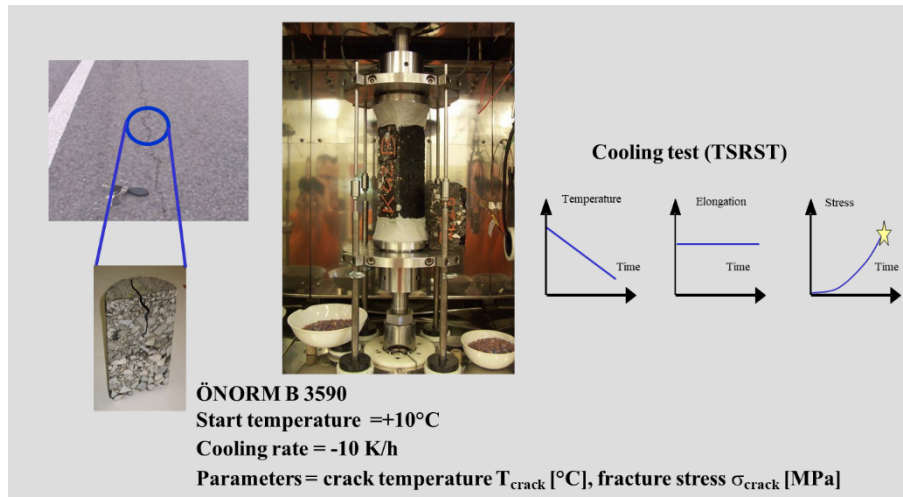 Cooling test (TSRST)
Temperature
Time
Elongation
Time
Stress
Time
ÖNORM B 3590
Start temperature =+10°C
Cooling rate = -10 K/h
Parameters = crack temperature Tcrack [°C], fracture stress σcrack [MPa]